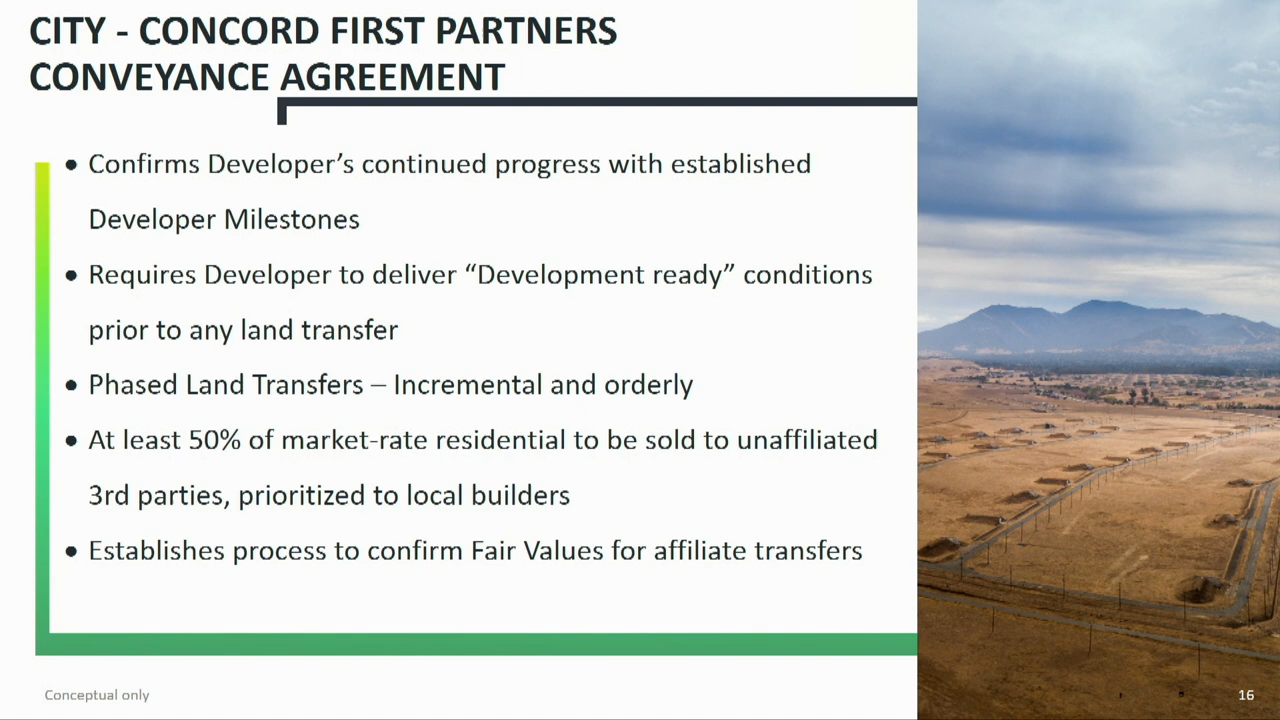 CITY - CONCORD FIRST PARTNERS
CONVEYANCE AGREEMENT
• Confirms Developer’s continued progress with established
Developer Milestones
• Requires Developer to deliver “Development ready” conditions
prior to any land transfer
• Phased Land Transfers – Incremental and orderly
• At least 50% of market-rate residential to be sold to unaffiliated
3rd parties, prioritized to local builders
• Establishes process to confirm Fair Values for affiliate transfers
Conceptual only
16